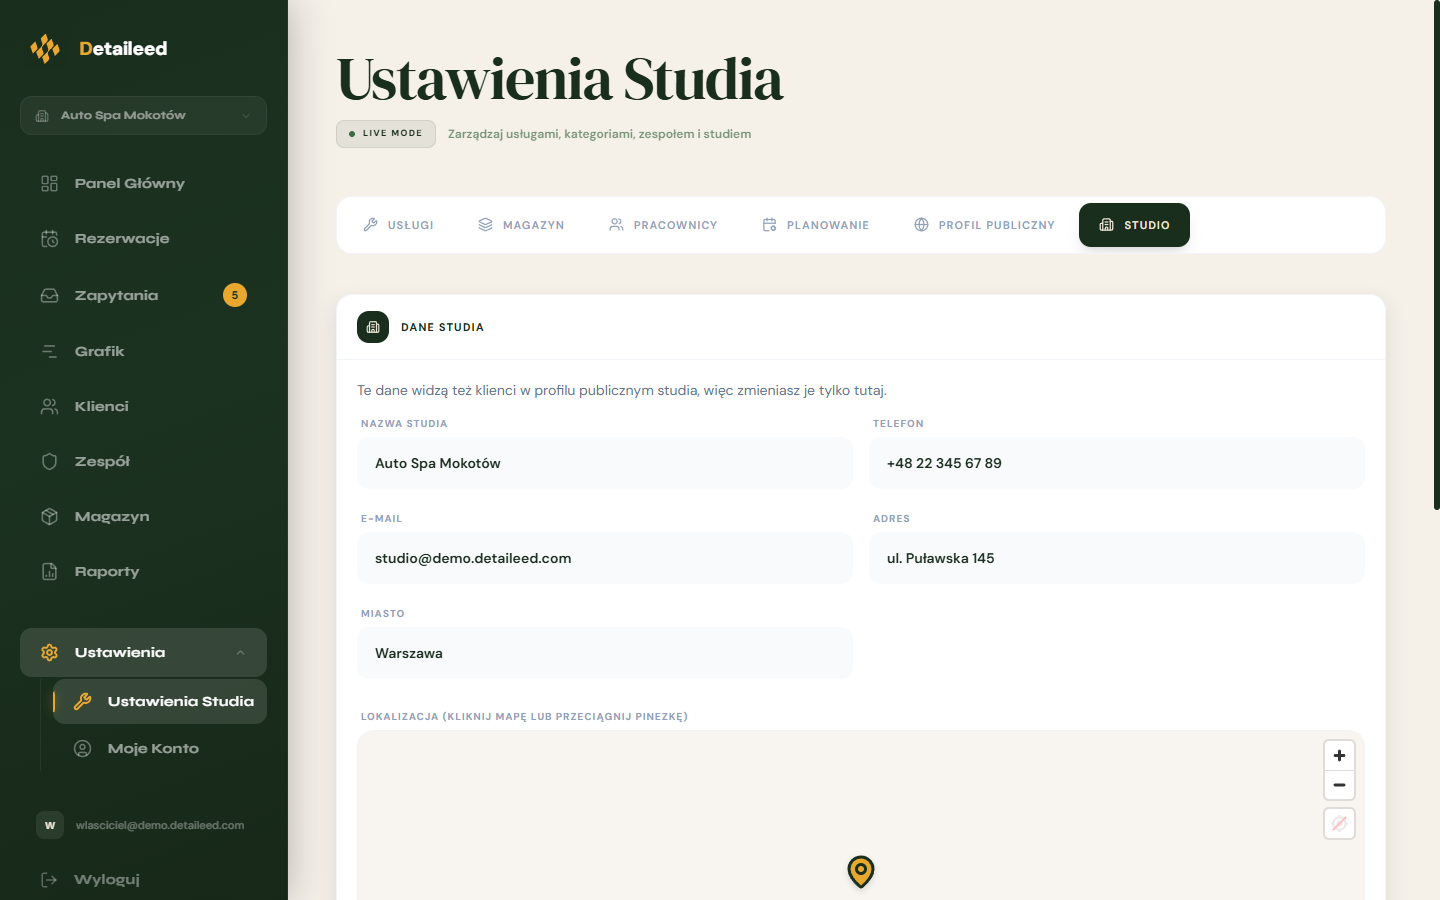 Detaileed
Auto Spa Mokotów
Panel Główny
Rezerwacje
Zapytania
5
Grafik
Klienci
Zespół
Magazyn
Raporty
Ustawienia
Ustawienia Studia
Moje Konto
W
wlasciciel@demo.detaileed.com
Wyloguj
Ustawienia Studia
LIVE MODE
Zarządzaj usługami, kategoriami, zespołem i studiem
USŁUGI
MAGAZYN
PRACOWNICY
PLANOWANIE
PROFIL PUBLICZNY
STUDIO
DANE STUDIA
Te dane widzą też klienci w profilu publicznym studia, więc zmieniasz je tylko tutaj.
NAZWA STUDIA
Auto Spa Mokotów
TELEFON
+48 22 345 67 89
E-MAIL
studio@demo.detaileed.com
ADRES
ul. Puławska 145
MIASTO
Warszawa
LOKALIZACJA (KLIKNIJ MAPĘ LUB PRZECIĄGNIJ PINEZKĘ)